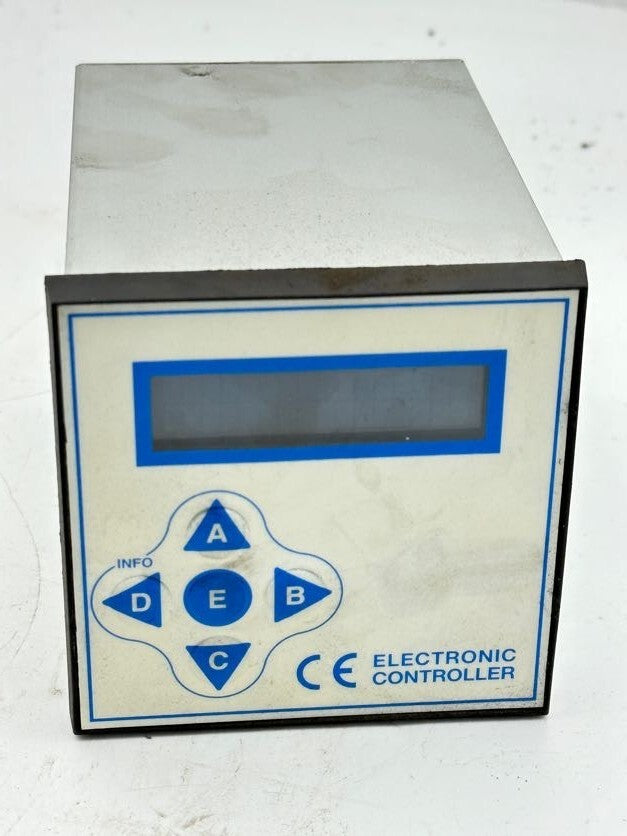 A
INFO
D E B
C
CE ELECTRONIC
CONTROLLER